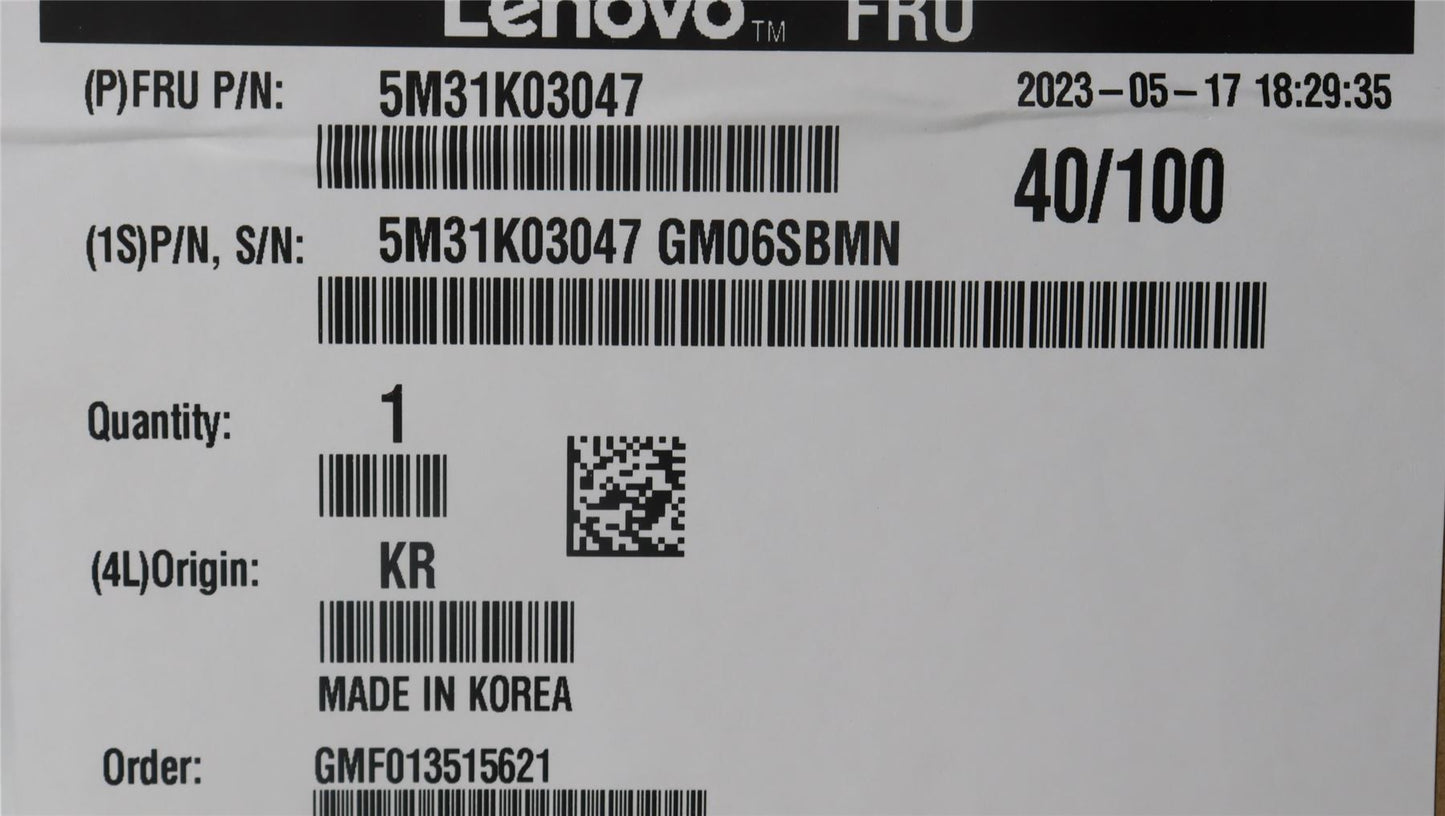 Lenovo™ FRU
(P)FRU P/N: 5M31K03047 2023-05-17 18:29:35
40/100
(1S)P/N, S/N: 5M31K03047 GM06SBMN
Quantity: 1
(4L)Origin: KR
MADE IN KOREA
Order: GMF013515621